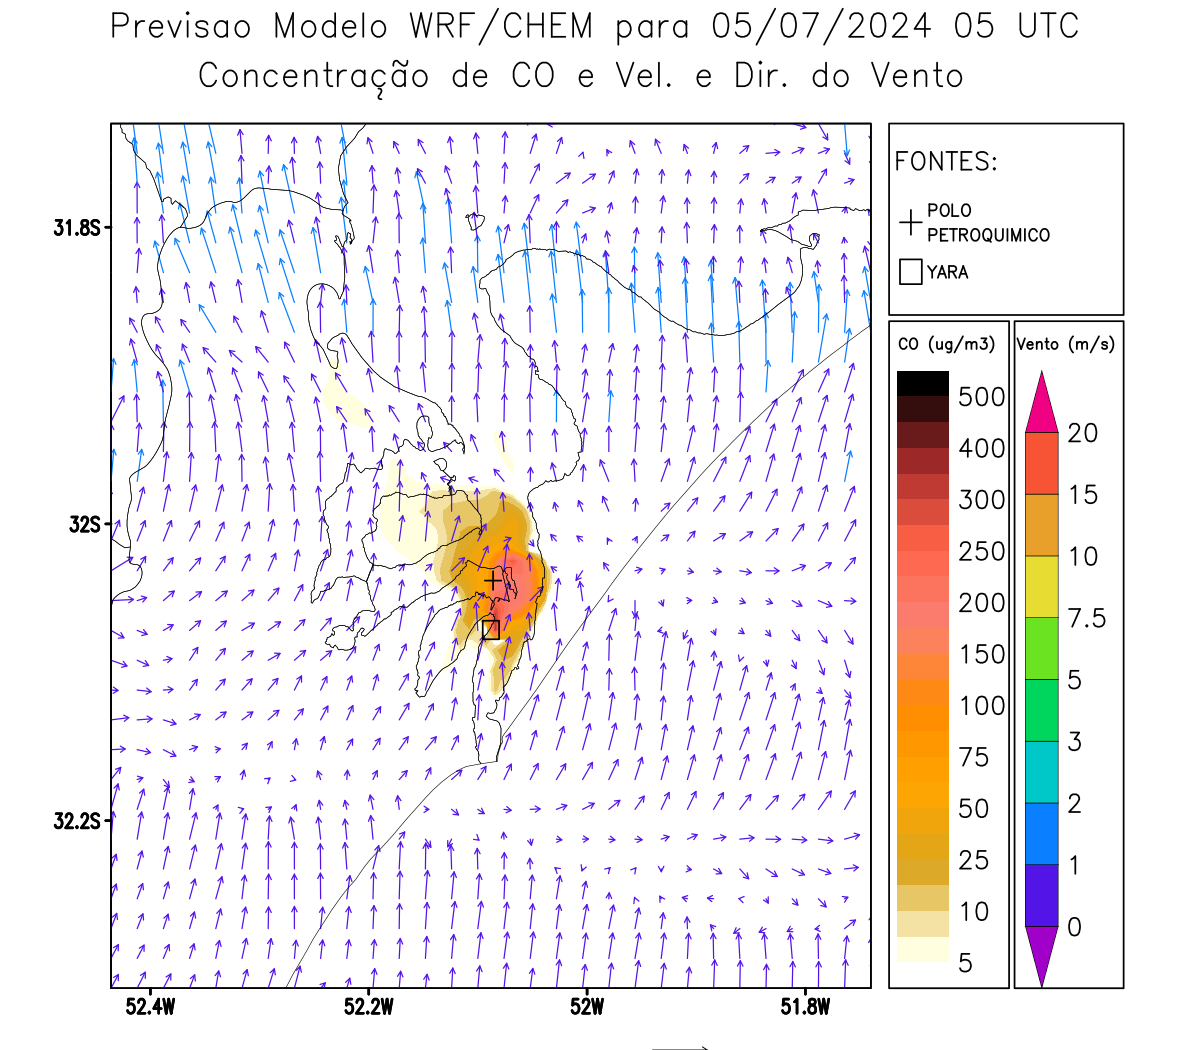 Previsao Modelo WRF/CHEM para 05/07/2024 05 UTC
Concentração de CO e Vel. e Dir. do Vento
FONTES:
POLO
PETROQUIMICO
YARA
CO (ug/m3)
500
400
300
250
200
150
100
75
50
25
10
5
Vento (m/s)
20
15
10
7.5
5
3
2
1
0
31.8S
32S
32.2S
52.4W
52.2W
52W
51.8W